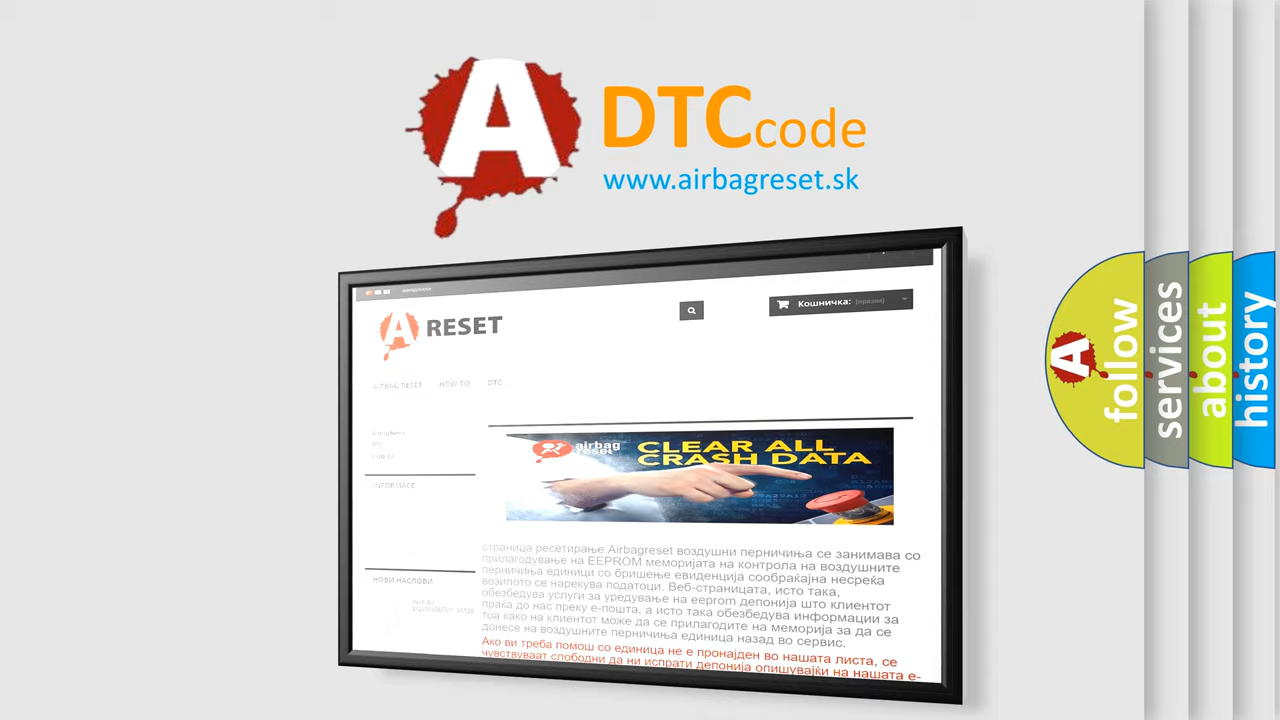 A
DTCcode
www.airbagreset.sk
A RESET
Кошничка: (празни)
AIRBAG RESET HOW TO DTC
DTC
INFORMACE
НОВИ НАСЛОВИ
airbag
reset
CLEAR ALL
CRASH DATA
страница ресетирање Airbagreset воздушни перничиња се занимава со
прилагодување на EEPROM меморијата на контрола на воздушните
перничиња единици со бришење евиденција сообраќајна несреќа
возилото се нарекува податоци. Веб-страницата, исто така,
обезбедува услуги за уредување на eeprom депонија што клиентот
праќа до нас преку е-пошта, а исто така обезбедува информации за
тоа како на клиентот може да се прилагодите на меморија за да се
донесе на воздушните перничиња единица назад во сервис.
Ако ви треба помош со единица не е пронајден во нашата листа, се
чувствуваат слободни да ни испрати депонија опишувајќи на нашата е-
A
follow
services
about
history